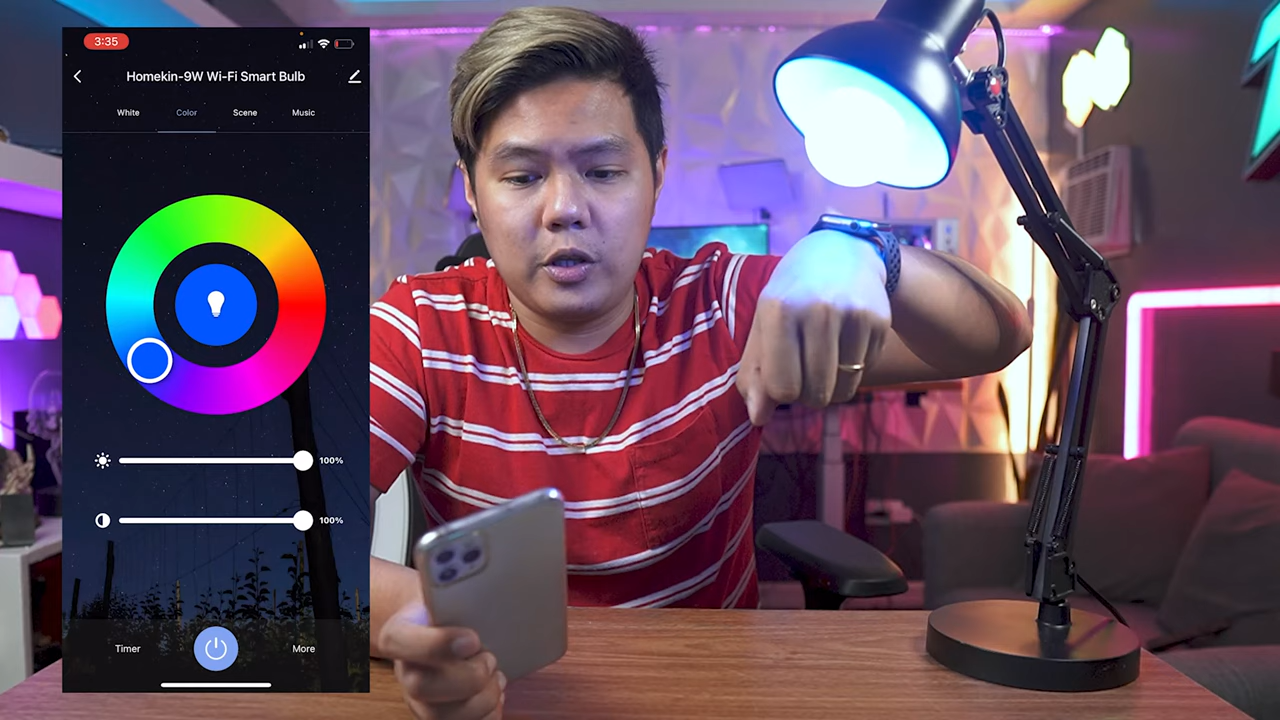 3:35
Homekin-9W Wi-Fi Smart Bulb
White Color Scene Music
100%
100%
Timer More